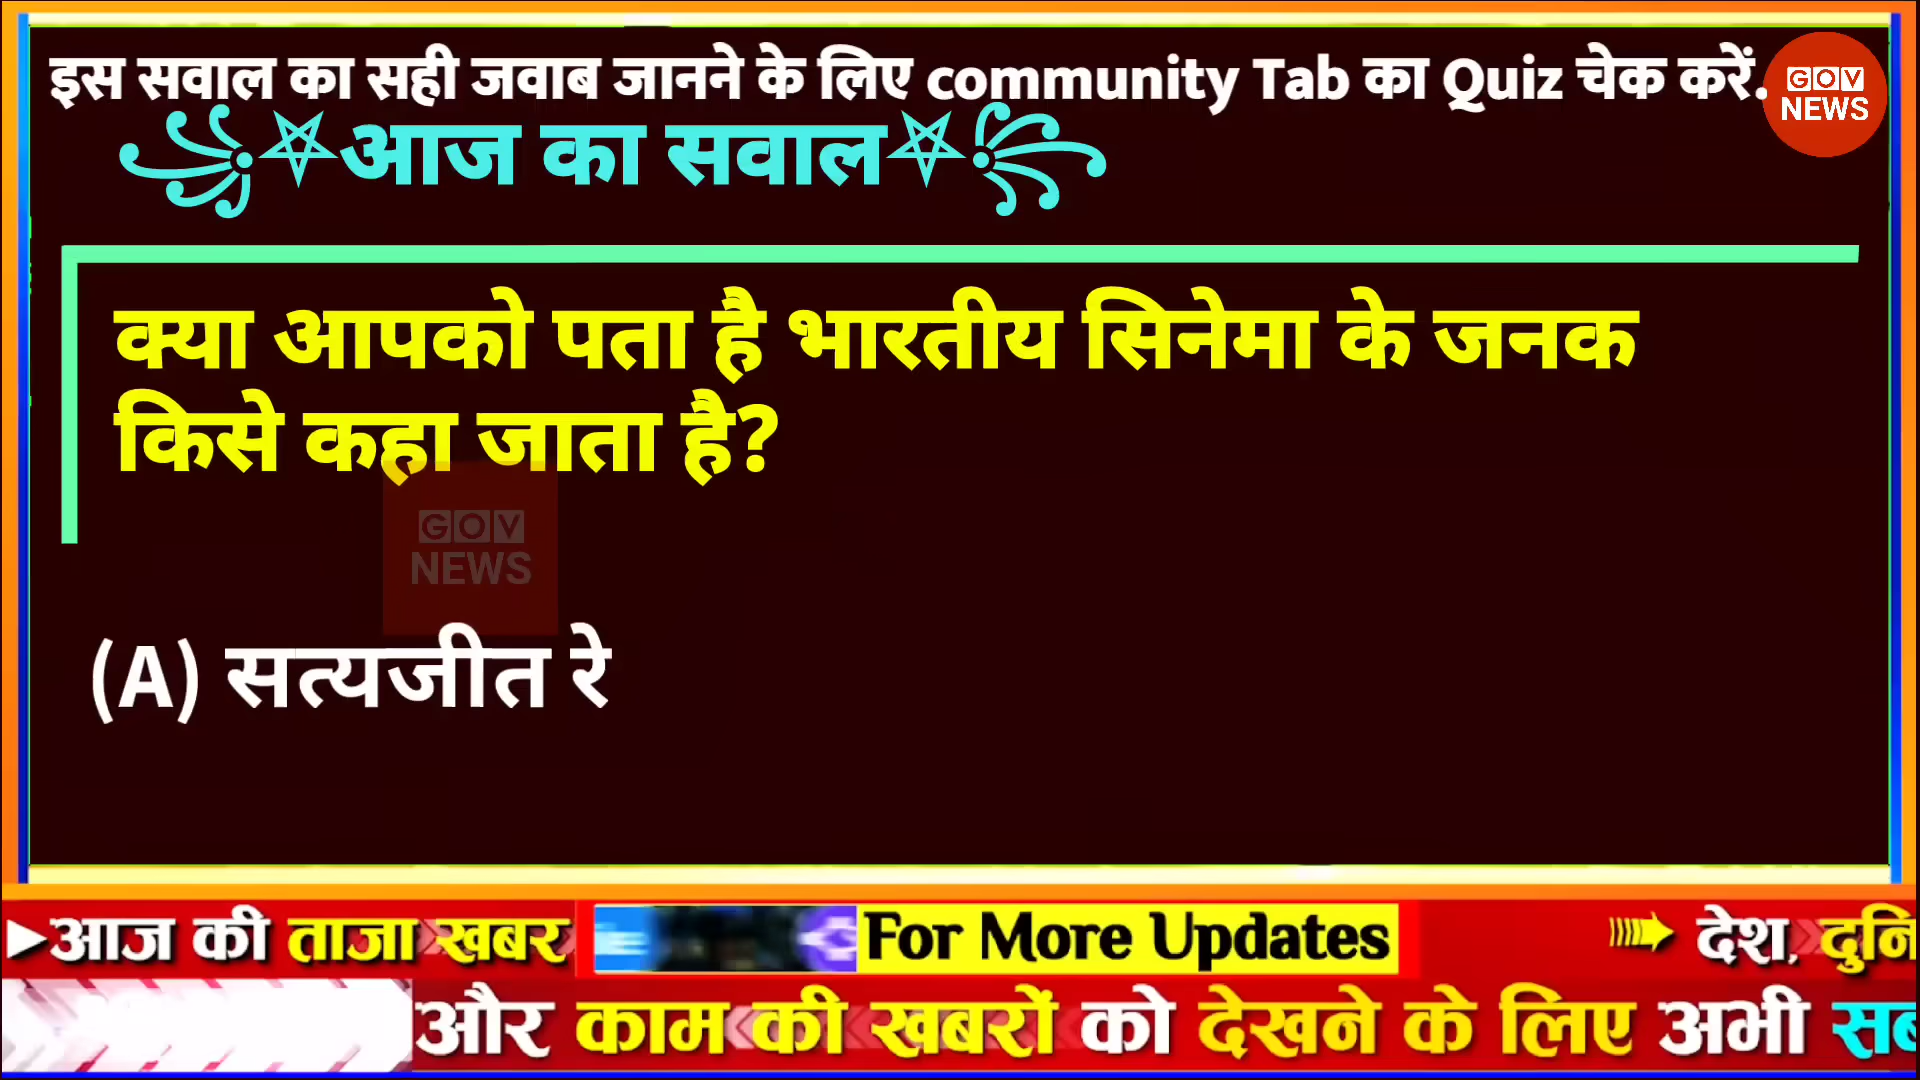 इस सवाल का सही जवाब जानने के लिए community Tab का Quiz चेक करें.
GOV
NEWS
आज का सवाल
क्या आपको पता है भारतीय सिनेमा के जनक
किसे कहा जाता है?
GOV
NEWS
(A) सत्यजीत रे
आज की ताजा खबर For More Updates देश, दुनि
और काम की खबरों को देखने के लिए अभी सब